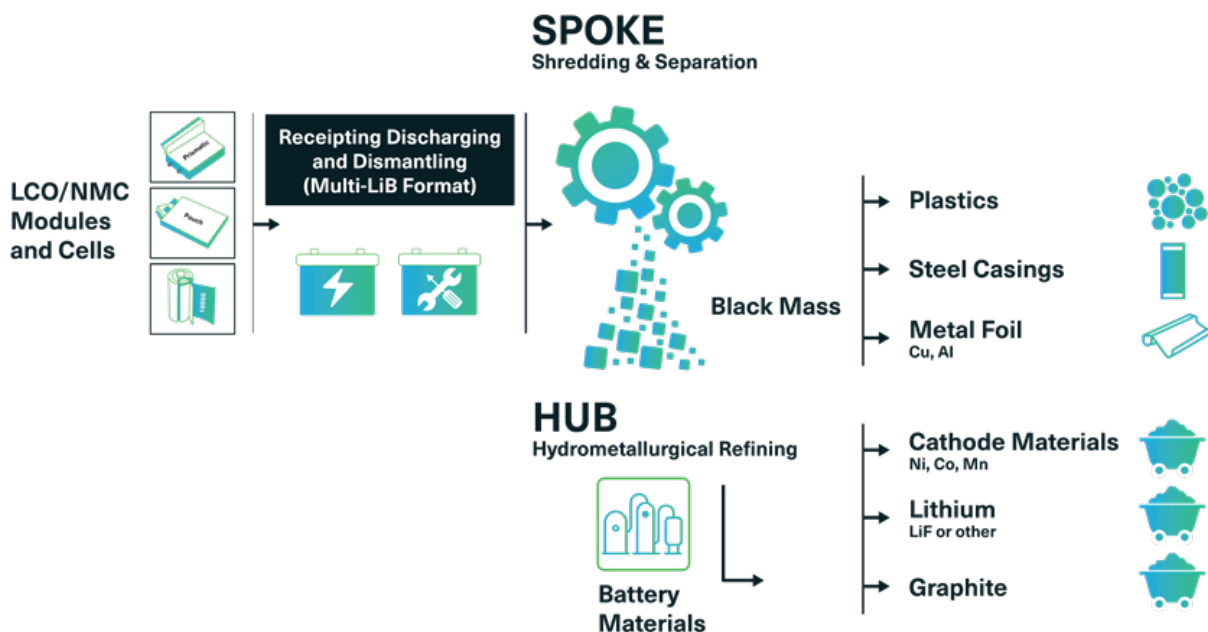 SPOKE
Shredding & Separation
LCO/NMC
Modules
and Cells
Prismatic
Pouch
18650
Receipting Discharging
and Dismantling
(Multi-LiB Format)
Black Mass
Plastics
Steel Casings
Metal Foil
Cu, Al
HUB
Hydrometallurgical Refining
Battery
Materials
Cathode Materials
Ni, Co, Mn
Lithium
LiF or other
Graphite